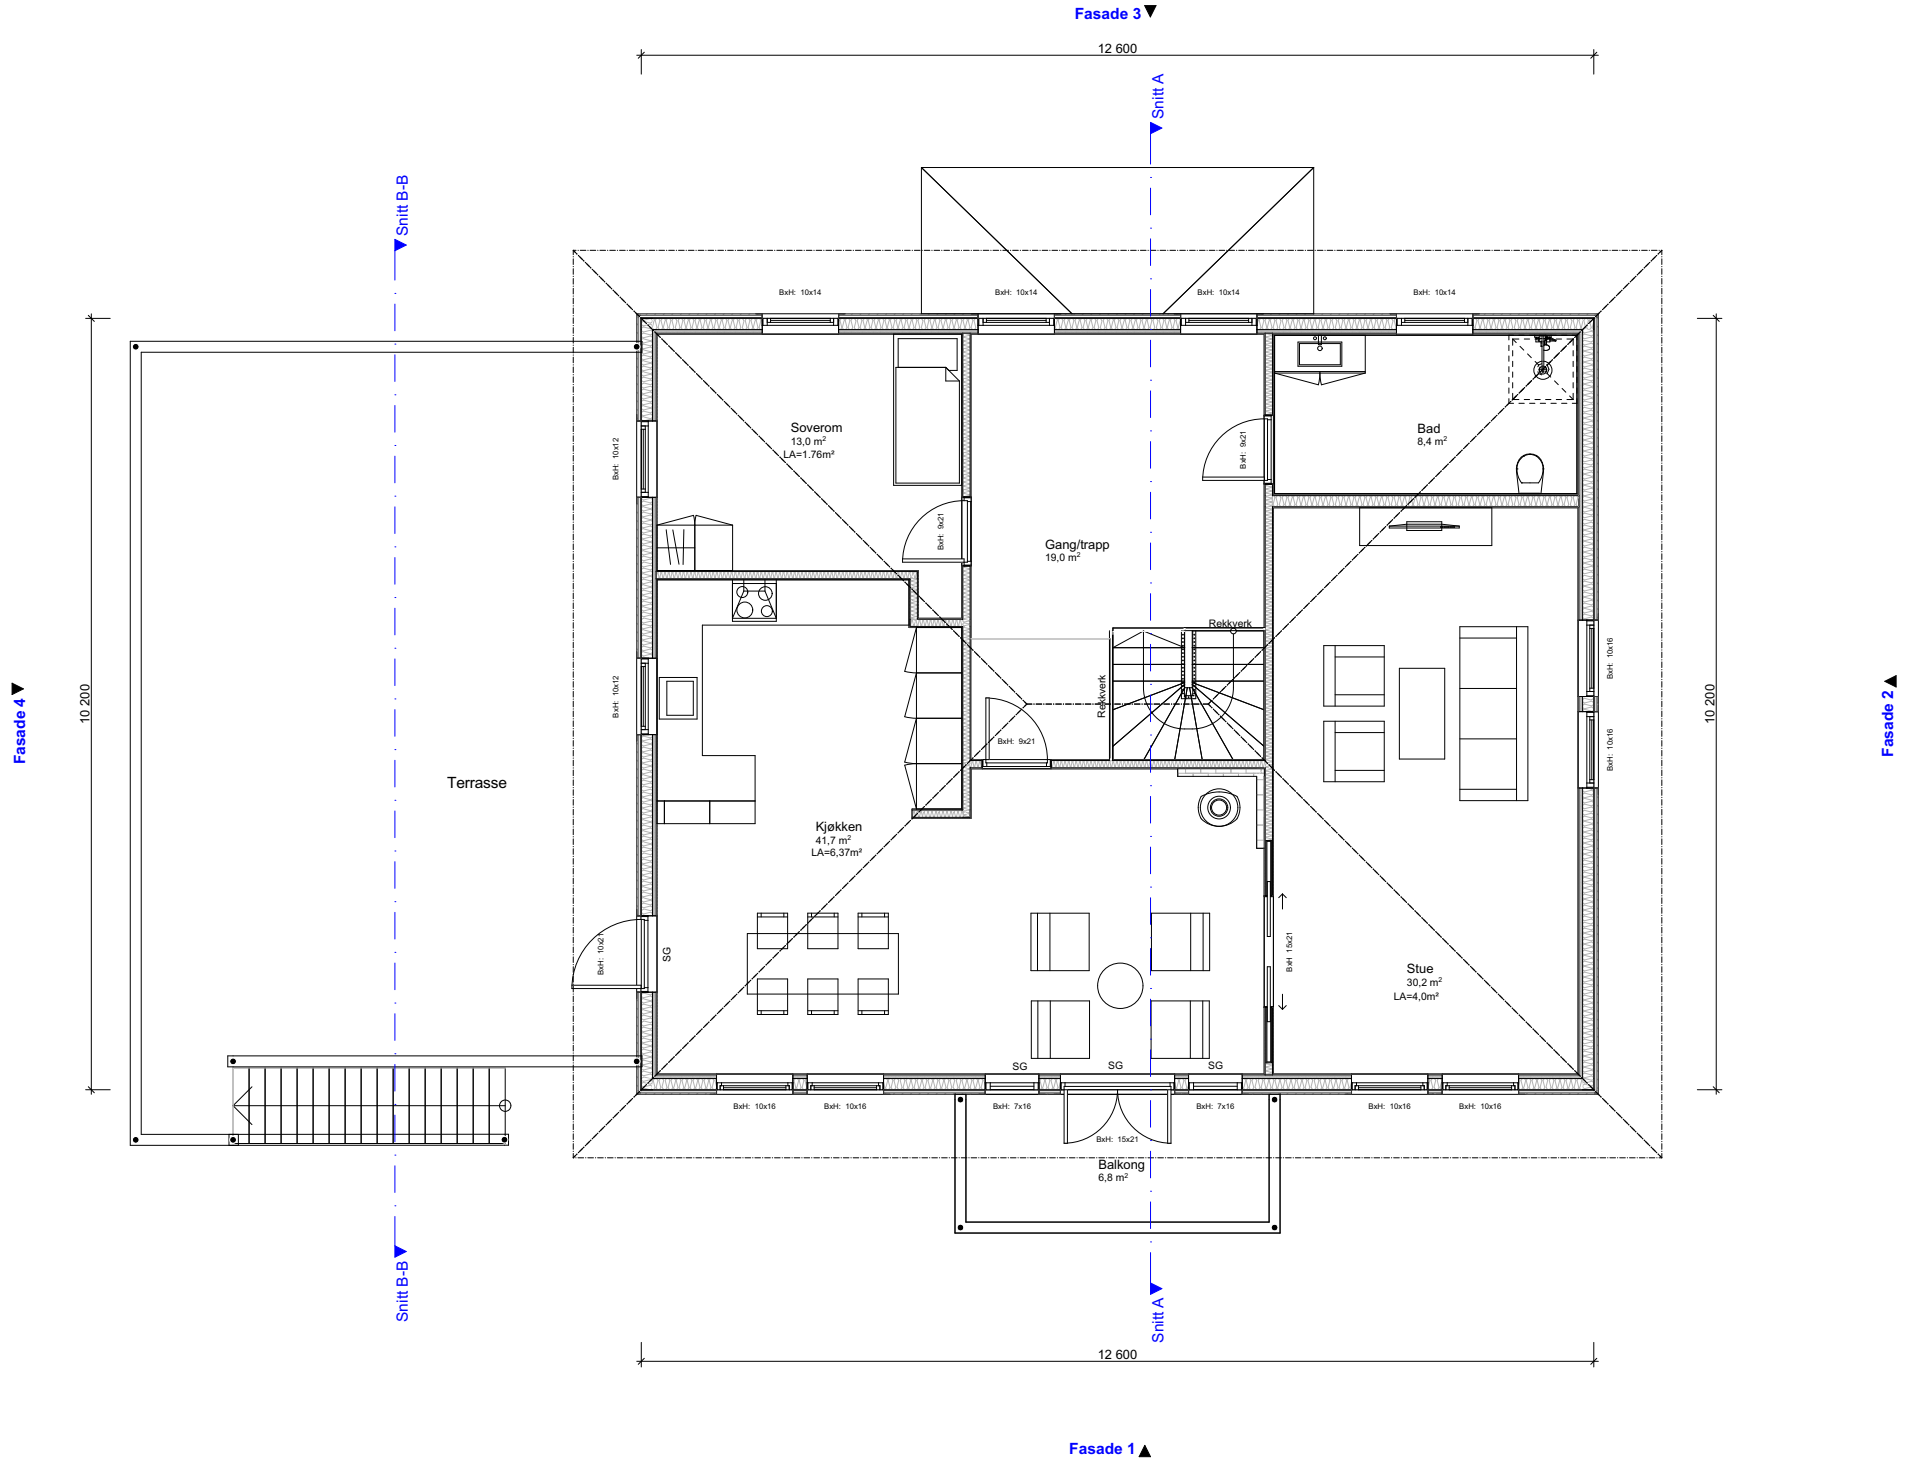 Fasade 3
12 600
Snitt A
Snitt B-B
BxH: 10x14
BxH: 10x14
BxH: 10x14
BxH: 10x14
Soverom
13,0 m²
LA=1.76m²
BxH: 10x12
BxH: 9x21
Bad
8,4 m²
BxH: 9x21
Gang/trapp
19,0 m²
Rekkverk
Rekkverk
BxH: 10x16
BxH: 10x16
BxH: 10x12
BxH: 9x21
10 200
10 200
Fasade 4
Fasade 2
Terrasse
Kjøkken
41,7 m²
LA=6,37m²
BxH: 10x21
SG
BxH 15x21
Stue
30,2 m²
LA=4,0m²
SG
SG
SG
BxH: 10x16
BxH: 10x16
BxH: 7x16
BxH: 7x16
BxH: 10x16
BxH: 10x16
BxH: 15x21
Balkong
6,8 m²
Snitt B-B
Snitt A
12 600
Fasade 1